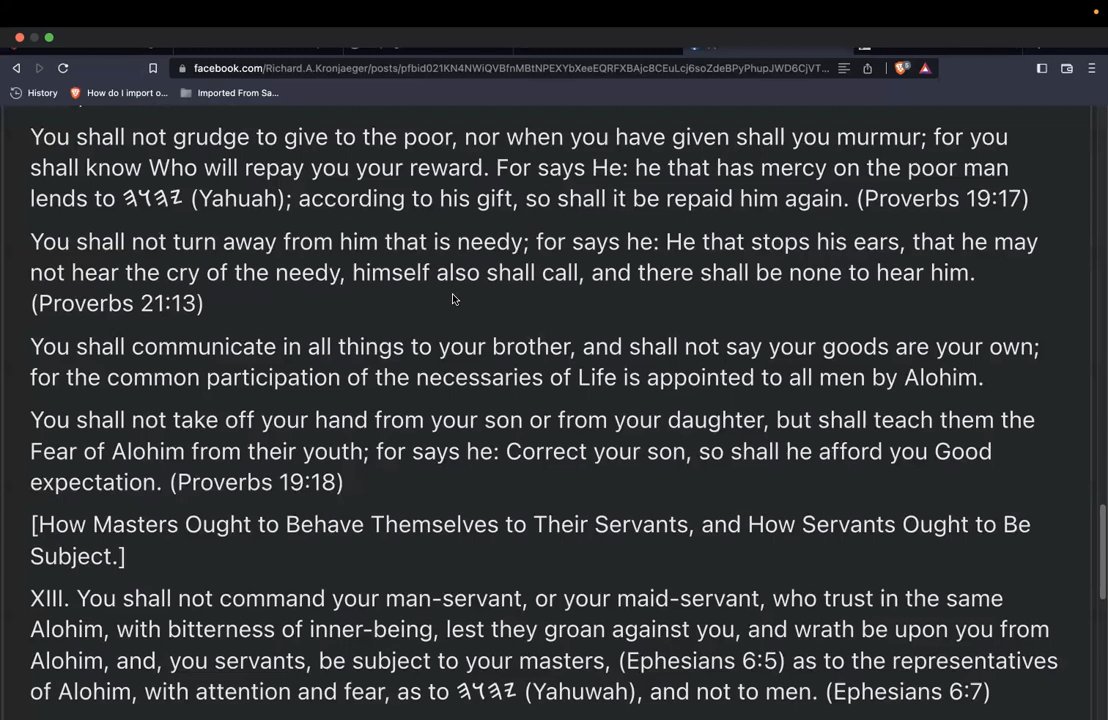 facebook.com/Richard.A.Kronjaeger/posts/pfbid021KN4NWiQVBfnMBtNPEXYbXeeEQRFXBAjc8CEuLcj6soZdeBPyPhupJWD6CjVT...
History How do I import o... Imported From Sa...
You shall not grudge to give to the poor, nor when you have given shall you murmur; for you
shall know Who will repay you your reward. For says He: he that has mercy on the poor man
lends to 𐤉𐤄𐤅𐤄 (Yahuah); according to his gift, so shall it be repaid him again. (Proverbs 19:17)
You shall not turn away from him that is needy; for says he: He that stops his ears, that he may
not hear the cry of the needy, himself also shall call, and there shall be none to hear him.
(Proverbs 21:13)
You shall communicate in all things to your brother, and shall not say your goods are your own;
for the common participation of the necessaries of Life is appointed to all men by Alohim.
You shall not take off your hand from your son or from your daughter, but shall teach them the
Fear of Alohim from their youth; for says he: Correct your son, so shall he afford you Good
expectation. (Proverbs 19:18)
[How Masters Ought to Behave Themselves to Their Servants, and How Servants Ought to Be
Subject.]
XIII. You shall not command your man-servant, or your maid-servant, who trust in the same
Alohim, with bitterness of inner-being, lest they groan against you, and wrath be upon you from
Alohim, and, you servants, be subject to your masters, (Ephesians 6:5) as to the representatives
of Alohim, with attention and fear, as to 𐤉𐤄𐤅𐤄 (Yahuwah), and not to men. (Ephesians 6:7)